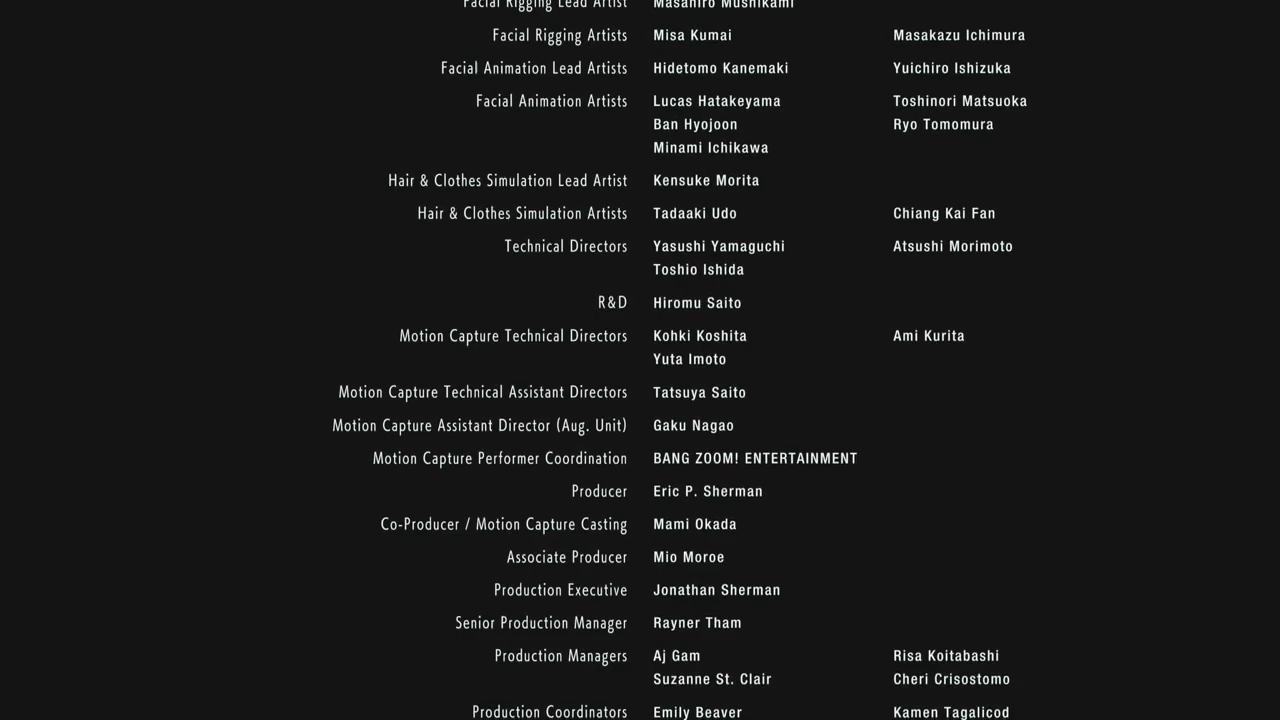 Facial Rigging Lead Artist Masahiro Mushikami
Facial Rigging Artists Misa Kumai Masakazu Ichimura
Facial Animation Lead Artists Hidetomo Kanemaki Yuichiro Ishizuka
Facial Animation Artists Lucas Hatakeyama Toshinori Matsuoka
Ban Hyojoon Ryo Tomomura
Minami Ichikawa
Hair & Clothes Simulation Lead Artist Kensuke Morita
Hair & Clothes Simulation Artists Tadaaki Udo Chiang Kai Fan
Technical Directors Yasushi Yamaguchi Atsushi Morimoto
Toshio Ishida
R&D Hiromu Saito
Motion Capture Technical Directors Kohki Koshita Ami Kurita
Yuta Imoto
Motion Capture Technical Assistant Directors Tatsuya Saito
Motion Capture Assistant Director (Aug. Unit) Gaku Nagao
Motion Capture Performer Coordination BANG ZOOM! ENTERTAINMENT
Producer Eric P. Sherman
Co-Producer / Motion Capture Casting Mami Okada
Associate Producer Mio Moroe
Production Executive Jonathan Sherman
Senior Production Manager Rayner Tham
Production Managers Aj Gam Risa Koitabashi
Suzanne St. Clair Cheri Crisostomo
Production Coordinators Emily Beaver Kamen Tagalicod